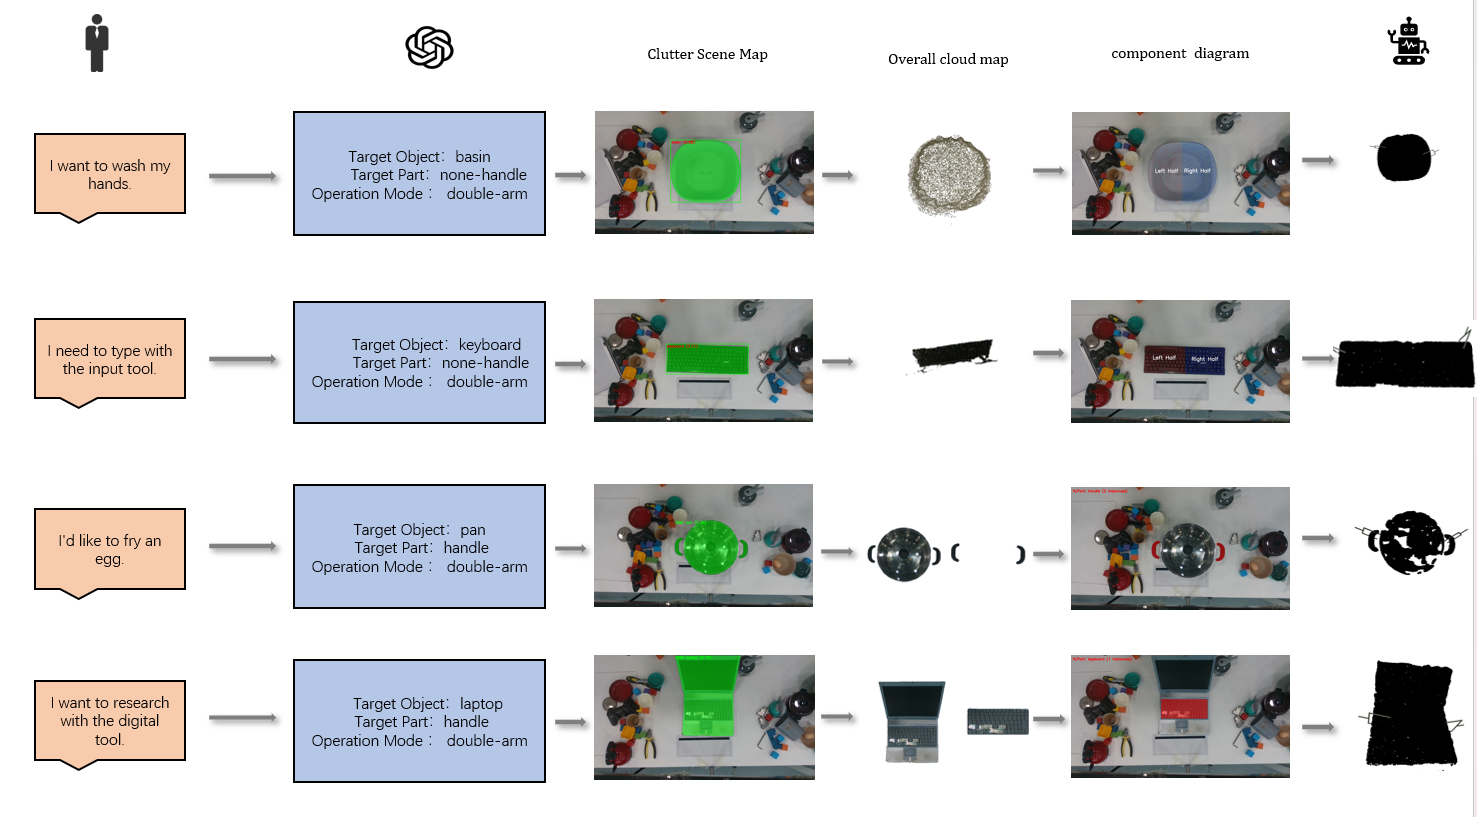 Clutter Scene Map
Overall cloud map
component diagram
I want to wash my
hands.
Target Object: basin
Target Part: none-handle
Operation Mode : double-arm
Left Half Right Half
I need to type with
the input tool.
Target Object: keyboard
Target Part: none-handle
Operation Mode : double-arm
Left Half Right Half
I'd like to fry an
egg.
Target Object: pan
Target Part: handle
Operation Mode : double-arm
I want to research
with the digital
tool.
Target Object: laptop
Target Part: handle
Operation Mode : double-arm